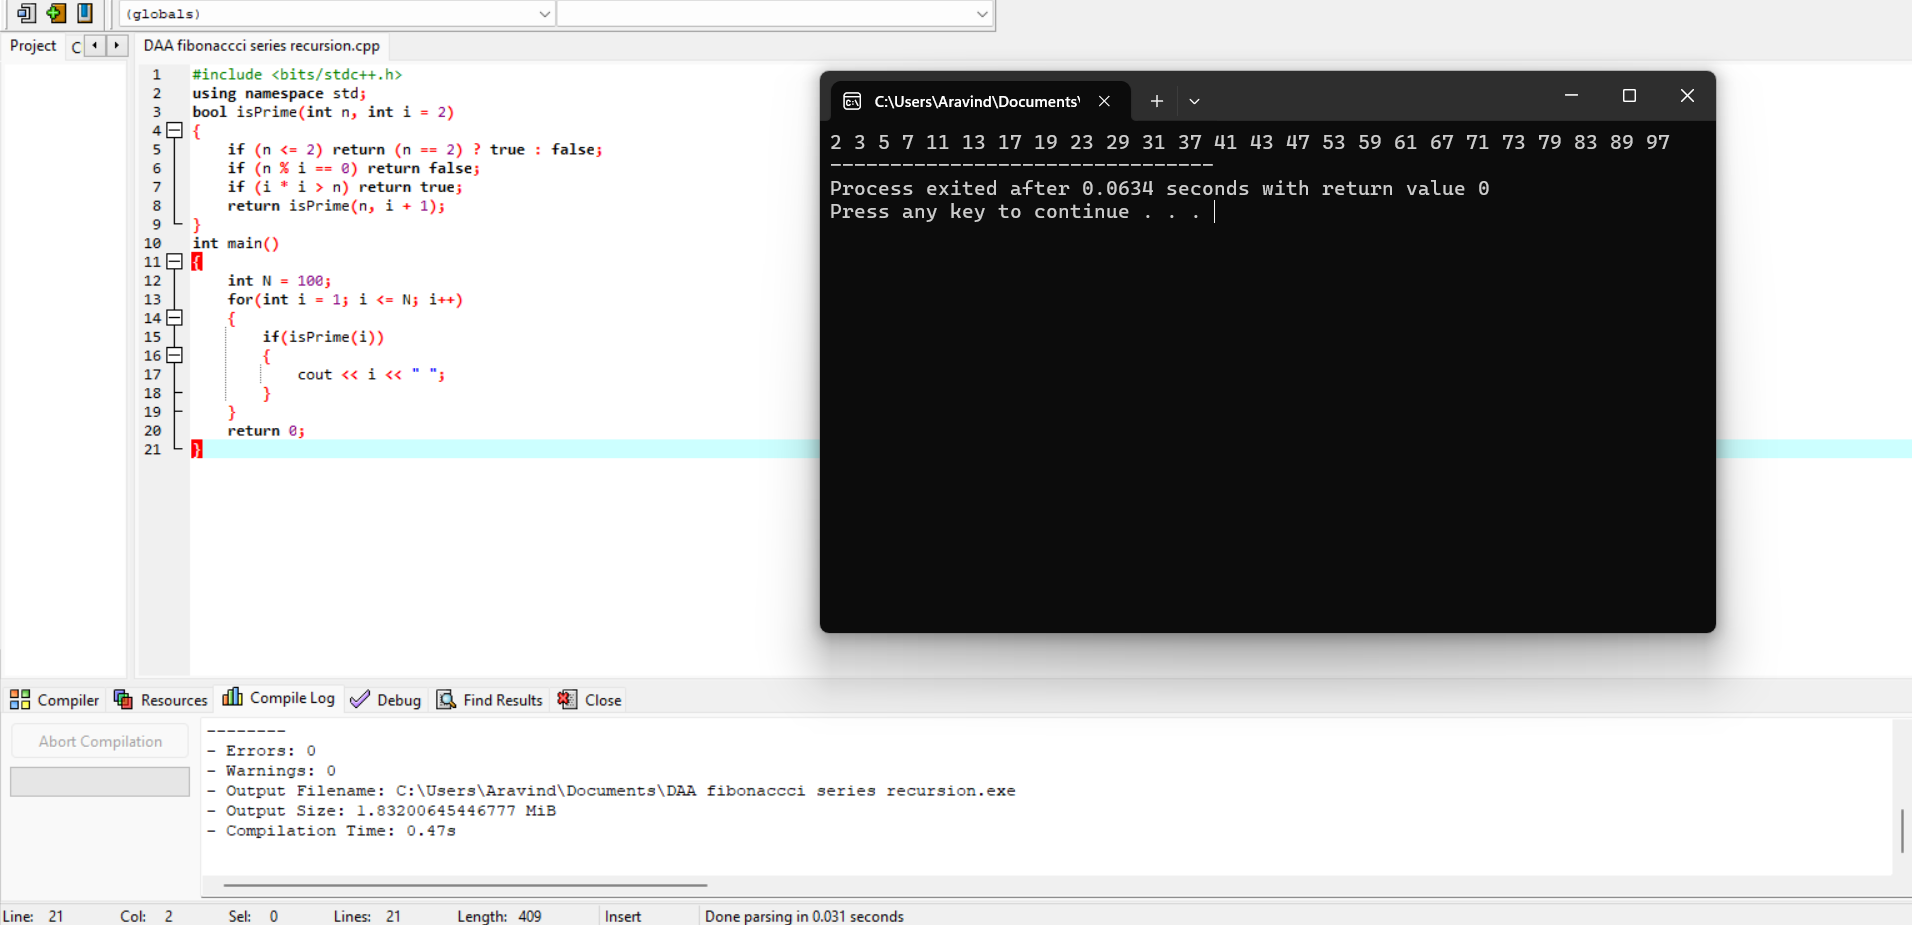 (globals)
Project C DAA fibonaccci series recursion.cpp
1 #include <bits/stdc++.h>
2 using namespace std;
3 bool isPrime(int n, int i = 2)
4 {
5 if (n <= 2) return (n == 2) ? true : false;
6 if (n % i == 0) return false;
7 if (i * i > n) return true;
8 return isPrime(n, i + 1);
9 }
10 int main()
11 {
12 int N = 100;
13 for(int i = 1; i <= N; i++)
14 {
15 if(isPrime(i))
16 {
17 cout << i << " ";
18 }
19 }
20 return 0;
21 }
C:\Users\Aravind\Documents\
2 3 5 7 11 13 17 19 23 29 31 37 41 43 47 53 59 61 67 71 73 79 83 89 97
--------------------------------
Process exited after 0.0634 seconds with return value 0
Press any key to continue . . .
Compiler Resources Compile Log Debug Find Results Close
Abort Compilation
--------
- Errors: 0
- Warnings: 0
- Output Filename: C:\Users\Aravind\Documents\DAA fibonaccci series recursion.exe
- Output Size: 1.83200645446777 MiB
- Compilation Time: 0.47s
Line: 21 Col: 2 Sel: 0 Lines: 21 Length: 409 Insert Done parsing in 0.031 seconds